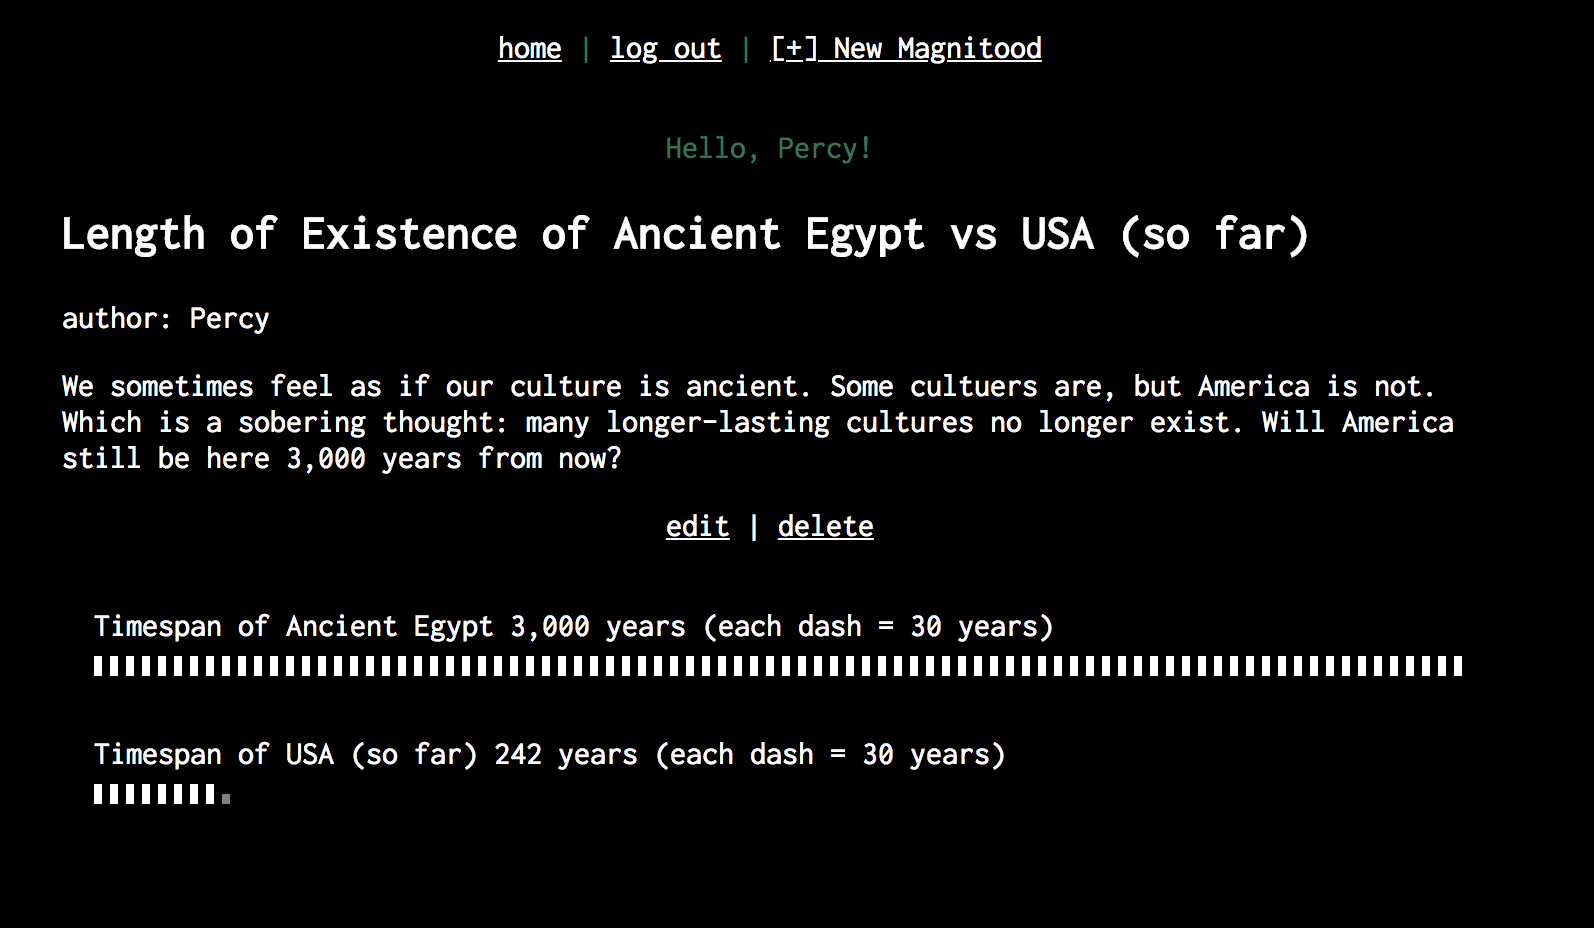 home | log out | [+] New Magnitood
Hello, Percy!
Length of Existence of Ancient Egypt vs USA (so far)
author: Percy
We sometimes feel as if our culture is ancient. Some cultuers are, but America is not.
Which is a sobering thought: many longer-lasting cultures no longer exist. Will America
still be here 3,000 years from now?
edit | delete
Timespan of Ancient Egypt 3,000 years (each dash = 30 years)
Timespan of USA (so far) 242 years (each dash = 30 years)